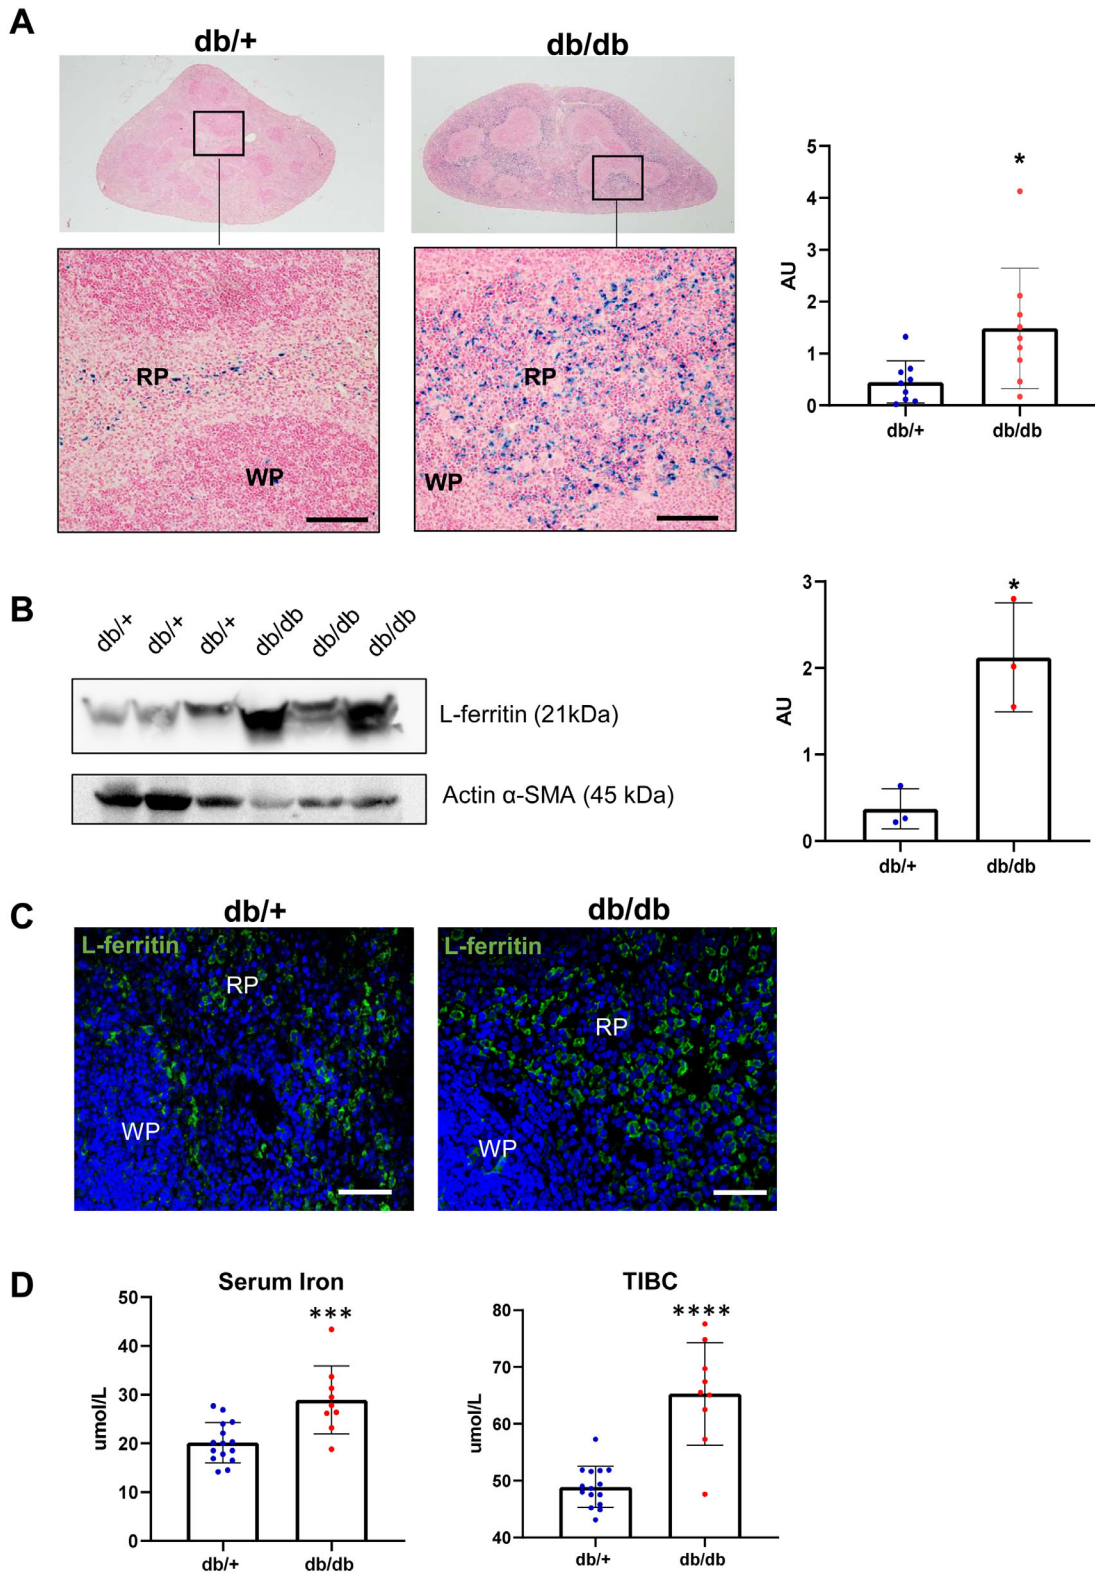 A
db/+
db/db
RP
WP
RP
WP
AU
5
4
3
2
1
0
*
db/+
db/db
B
db/+
db/+
db/+
db/db
db/db
db/db
L-ferritin (21kDa)
Actin α-SMA (45 kDa)
AU
3
2
1
0
*
db/+
db/db
C
db/+
db/db
L-ferritin
RP
WP
L-ferritin
RP
WP
D
Serum Iron
***
umol/L
50
40
30
20
10
0
db/+
db/db
TIBC
****
umol/L
80
70
60
50
40
db/+
db/db